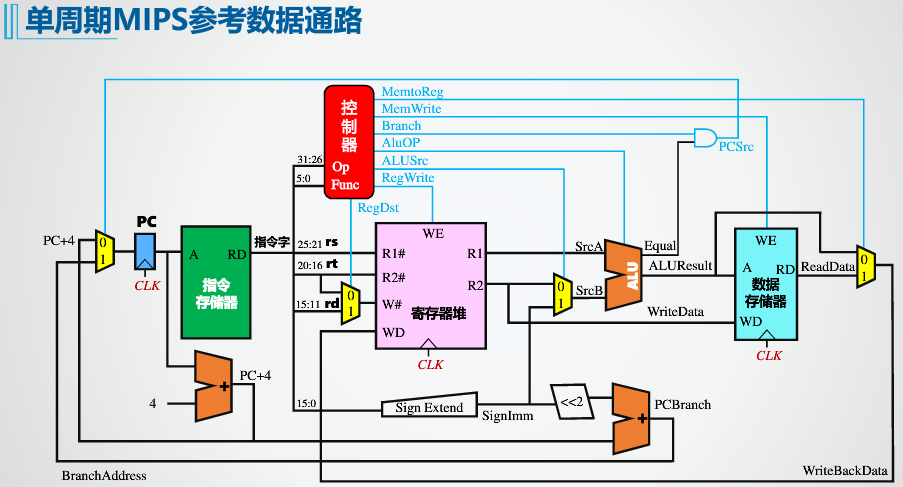 单周期MIPS参考数据通路
控制器
Op
Func
MemtoReg
MemWrite
Branch
AluOP
ALUSrc
RegWrite
RegDst
PCSrc
31:26
5:0
PC+4
0
1
PC
CLK
A
RD
指令
存储器
指令字
25:21 rs
20:16 rt
15:11 rd
0
1
WE
R1#
R2#
W#
WD
R1
R2
寄存器堆
CLK
0
1
SrcA
SrcB
ALU
Equal
ALUResult
WriteData
WE
A
RD
数据
存储器
WD
CLK
ReadData
0
1
4
+
PC+4
15:0
Sign Extend
SignImm
<<2
+
PCBranch
BranchAddress
WriteBackData